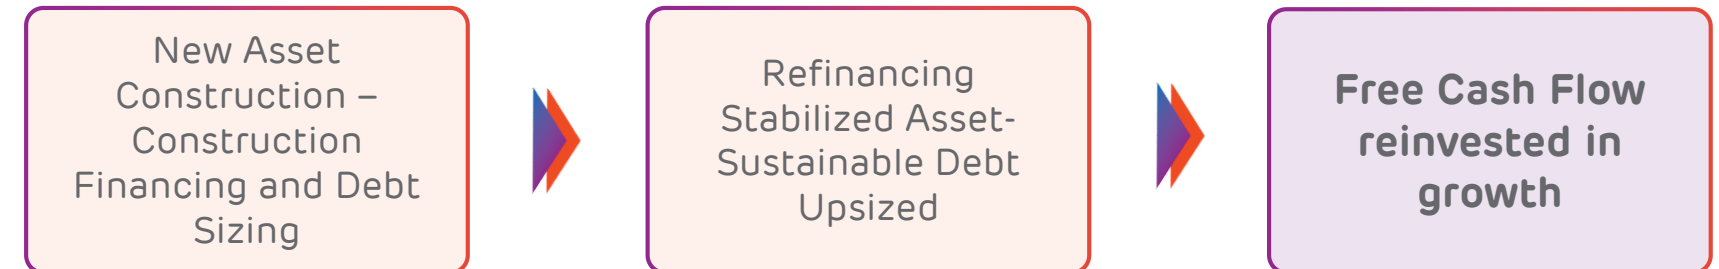 New Asset
Construction –
Construction
Financing and Debt
Sizing
Refinancing
Stabilized Asset-
Sustainable Debt
Upsized
Free Cash Flow
reinvested in
growth